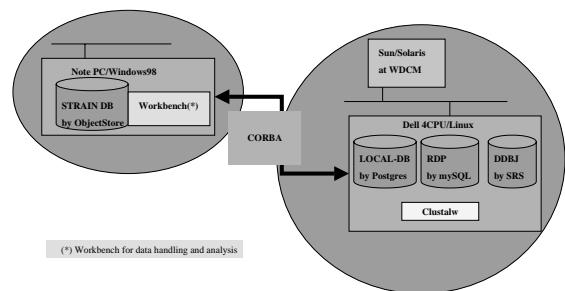 Note PC/Windows98
STRAIN DB
by ObjectStore
Workbench(*)
CORBA
Sun/Solaris
at WDCM
Dell 4CPU/Linux
LOCAL-DB
by Postgres
RDP
by mySQL
DDBJ
by SRS
Clustalw
(*) Workbench for data handling and analysis